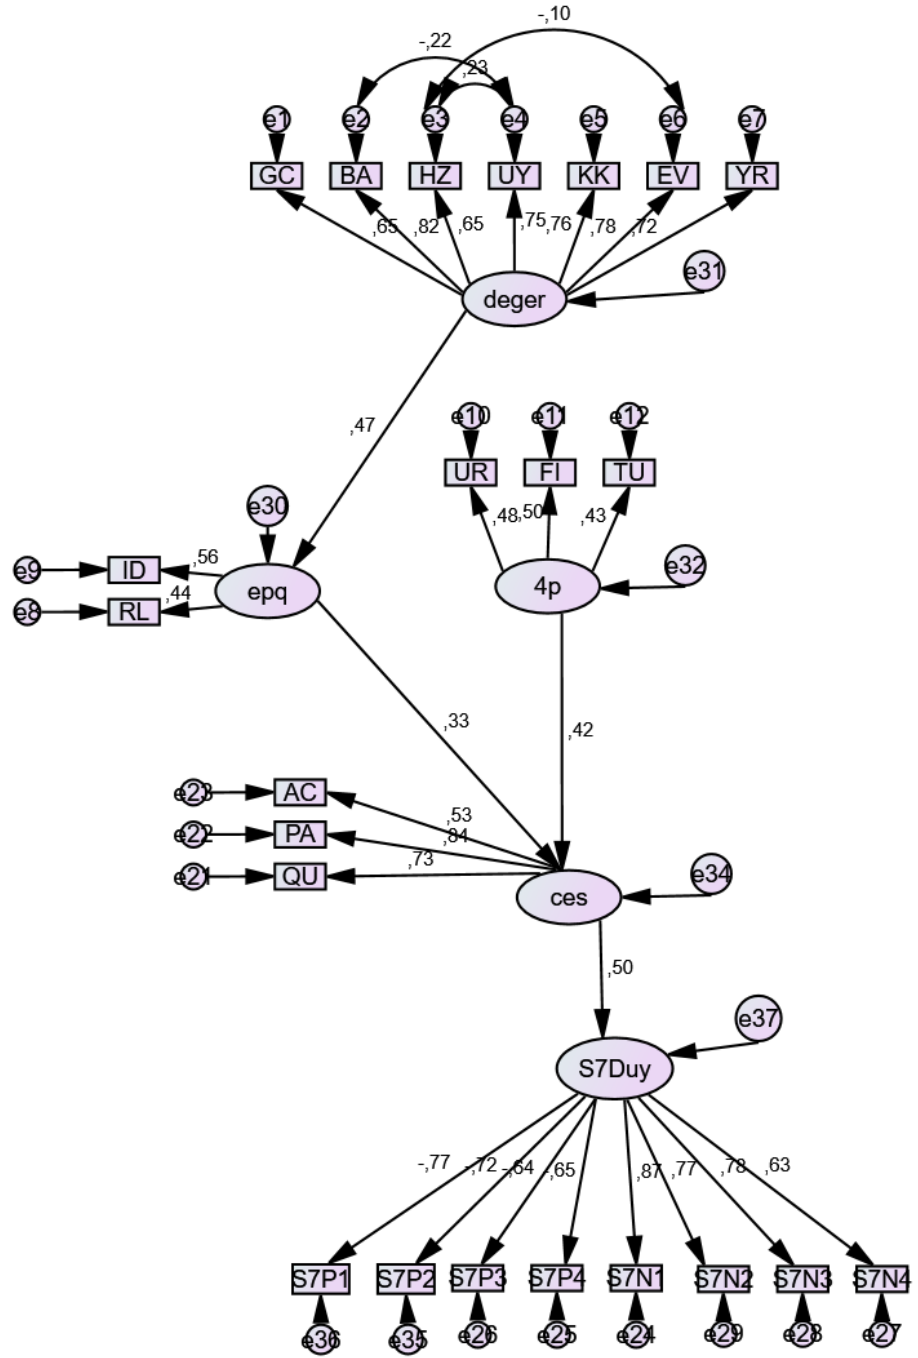 -,10
-,22
,23
e1 e2 e3 e4 e5 e6 e7
GC BA HZ UY KK EV YR
,65 ,82 ,65 ,75 ,76 ,78 ,72
e31
deger
,47
e10 e11 e12
UR FI TU
,48 ,50 ,43
e30
e32
e9 ID ,56
epq
4p
e8 RL ,44
,33
,42
e23 AC
,53
e22 PA ,84
,73
e21 QU
e34
ces
,50
e37
S7Duy
-,77 -,72 -,64 -,65 ,87 ,77 ,78 ,63
S7P1 S7P2 S7P3 S7P4 S7N1 S7N2 S7N3 S7N4
e36 e35 e26 e25 e24 e29 e28 e27